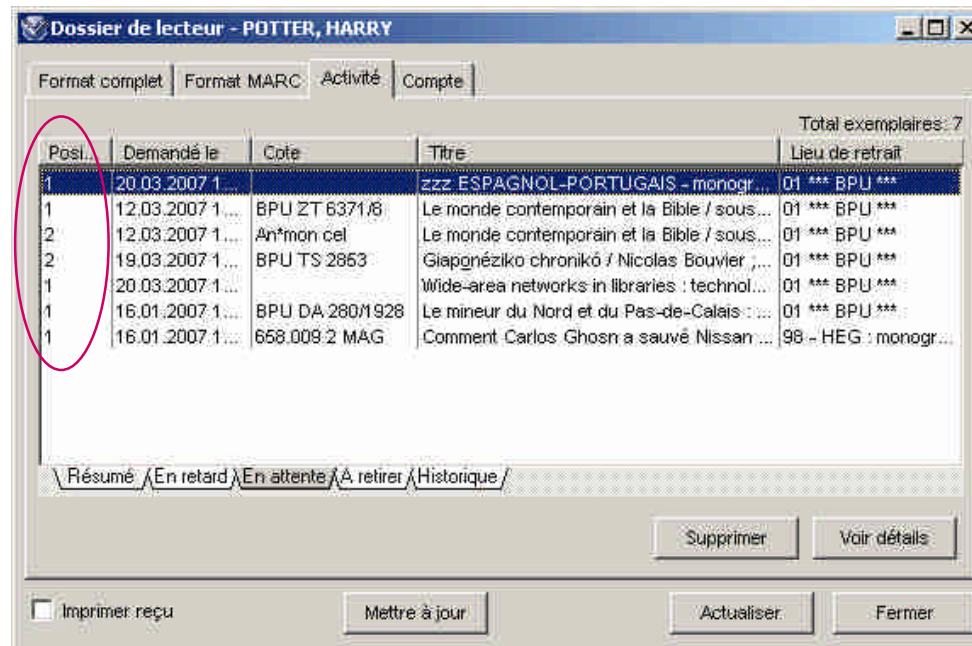 Dossier de lecteur - POTTER, HARRY
Format complet Format MARC Activité Compte
Total exemplaires: 7
Posi... Demandé le Cote Titre Lieu de retrait
1 20.03.2007 1... zzz ESPAGNOL-PORTUGAIS - monogr... 01 *** BPU ***
1 12.03.2007 1... BPU ZT 6371/6 Le monde contemporain et la Bible / sous... 01 *** BPU ***
2 12.03.2007 1... An*mon cel Le monde contemporain et la Bible / sous... 01 *** BPU ***
2 19.03.2007 1... BPU TS 2853 Giaponéziko chronikó / Nicolas Bouvier ;... 01 *** BPU ***
1 20.03.2007 1... Wide-area networks in libraries : technol... 01 *** BPU ***
1 16.01.2007 1... BPU DA 280/1928 Le mineur du Nord et du Pas-de-Calais : ... 01 *** BPU ***
1 16.01.2007 1... 658.009.2 MAG Comment Carlos Ghosn a sauvé Nissan ... 98 - HEG : monogr...
Résumé En retard En attente A retirer Historique
Supprimer Voir détails
Imprimer reçu Mettre à jour Actualiser Fermer